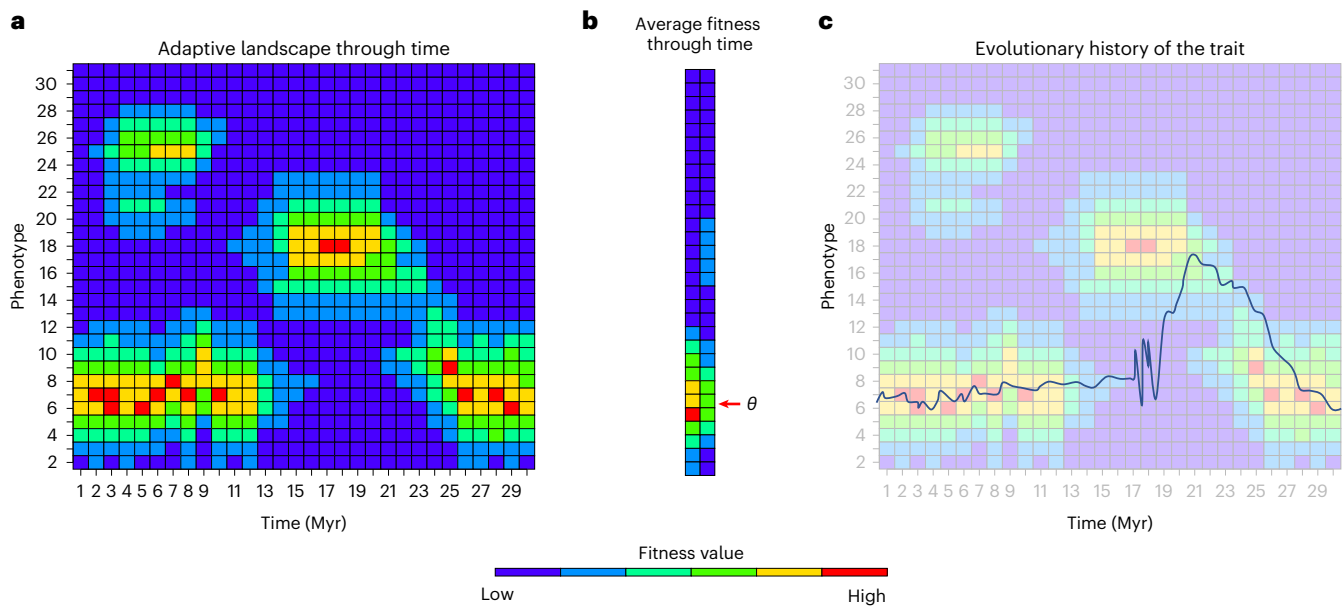 a
Adaptive landscape through time
Phenotype
30
28
26
24
22
20
18
16
14
12
10
8
6
4
2
1 2 3 4 5 6 7 8 9 11 13 15 17 19 21 23 25 27 29
Time (Myr)
b
Average fitness
through time
θ
c
Evolutionary history of the trait
Phenotype
30
28
26
24
22
20
18
16
14
12
10
8
6
4
2
1 2 3 4 5 6 7 8 9 11 13 15 17 19 21 23 25 27 29
Time (Myr)
Fitness value
Low High